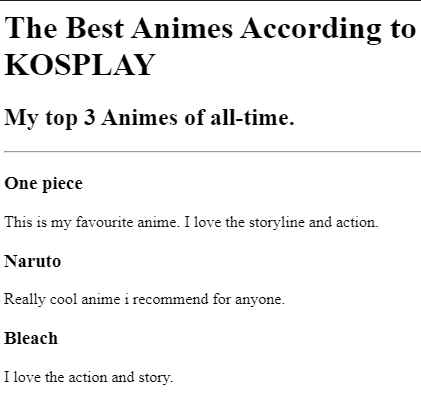 The Best Animes According to
KOSPLAY
My top 3 Animes of all-time.
One piece
This is my favourite anime. I love the storyline and action.
Naruto
Really cool anime i recommend for anyone.
Bleach
I love the action and story.